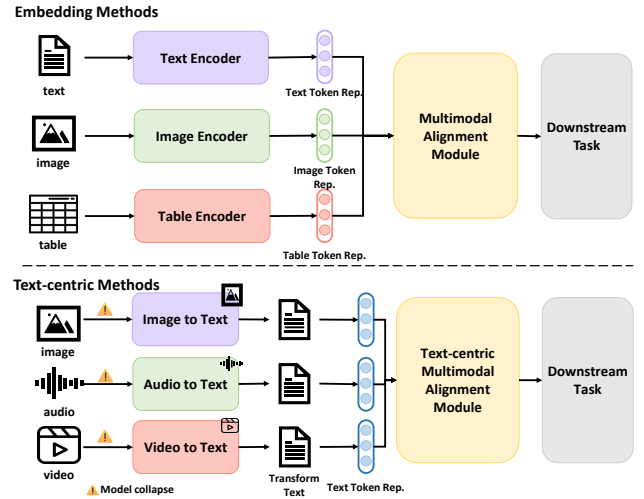 Embedding Methods
text
Text Encoder
Text Token Rep.
image
Image Encoder
Image Token
Rep.
table
Table Encoder
Table Token Rep.
Multimodal
Alignment
Module
Downstream
Task
Text-centric Methods
image
Image to Text
audio
Audio to Text
video
Video to Text
Model collapse
Transform
Text
Text Token Rep.
Text-centric
Multimodal
Alignment
Module
Downstream
Task